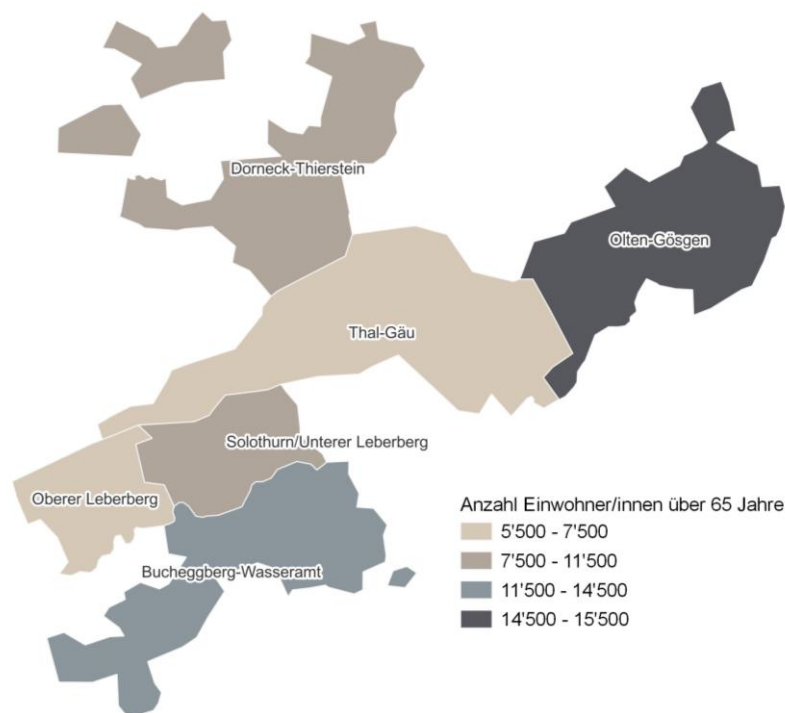 Dorneck-Thierstein
Olten-Gösgen
Thal-Gäu
Solothurn/Unterer Leberberg
Oberer Leberberg
Bucheggberg-Wasseramt
Anzahl Einwohner/innen über 65 Jahre
5'500 - 7'500
7'500 - 11'500
11'500 - 14'500
14'500 - 15'500